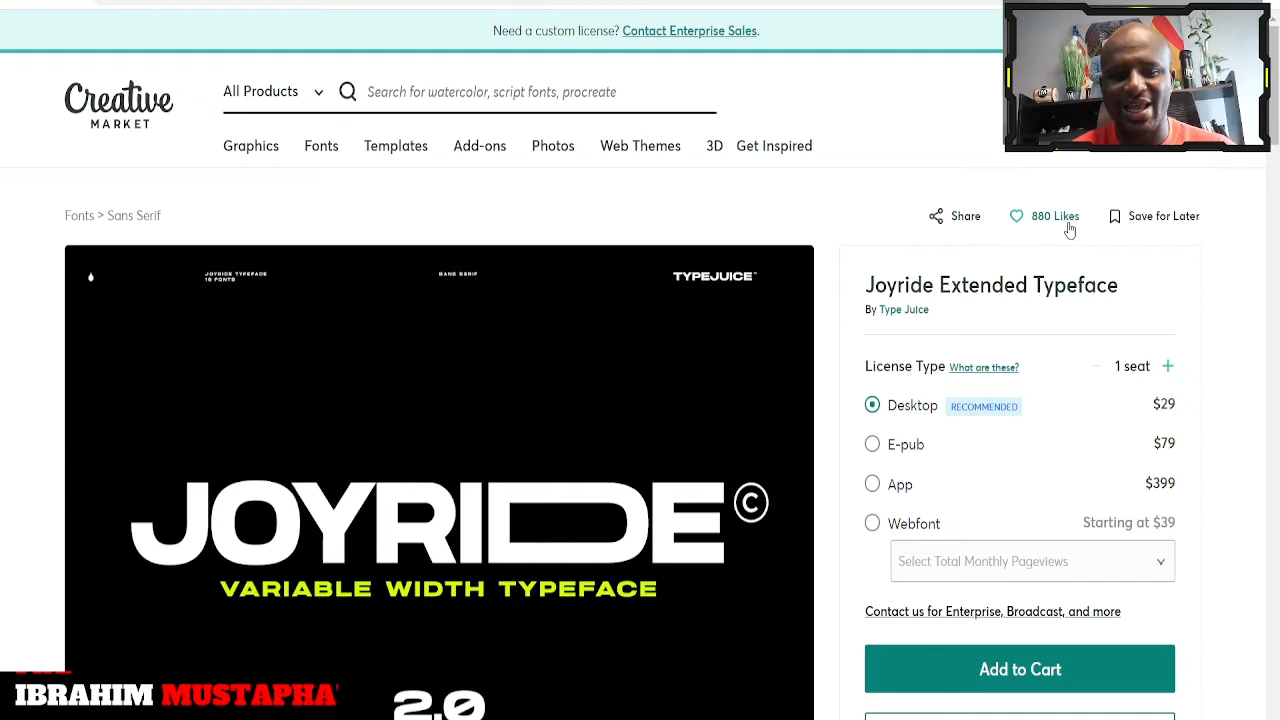 Need a custom license? Contact Enterprise Sales.
Creative
MARKET
All Products
Search for watercolor, script fonts, procreate
Graphics
Fonts
Templates
Add-ons
Photos
Web Themes
3D
Get Inspired
Fonts > Sans Serif
Share
880 Likes
Save for Later
JOYRIDE TYPEFACE
SANS SERIF
TYPEJUICE™
JOYRIDE©
VARIABLE WIDTH TYPEFACE
2.0
Joyride Extended Typeface
By Type Juice
License Type What are these?
1 seat +
Desktop RECOMMENDED $29
E-pub $79
App $399
Webfont Starting at $39
Select Total Monthly Pageviews
Contact us for Enterprise, Broadcast, and more
Add to Cart
IBRAHIM MUSTAPHA